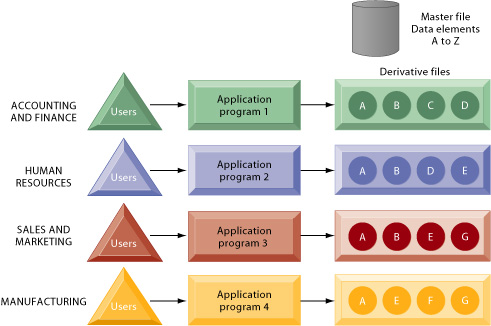 Master file
Data elements
A to Z
Derivative files
ACCOUNTING
AND FINANCE
Users
Application
program 1
A B C D
HUMAN
RESOURCES
Users
Application
program 2
A B D E
SALES AND
MARKETING
Users
Application
program 3
A B E G
MANUFACTURING
Users
Application
program 4
A E F G